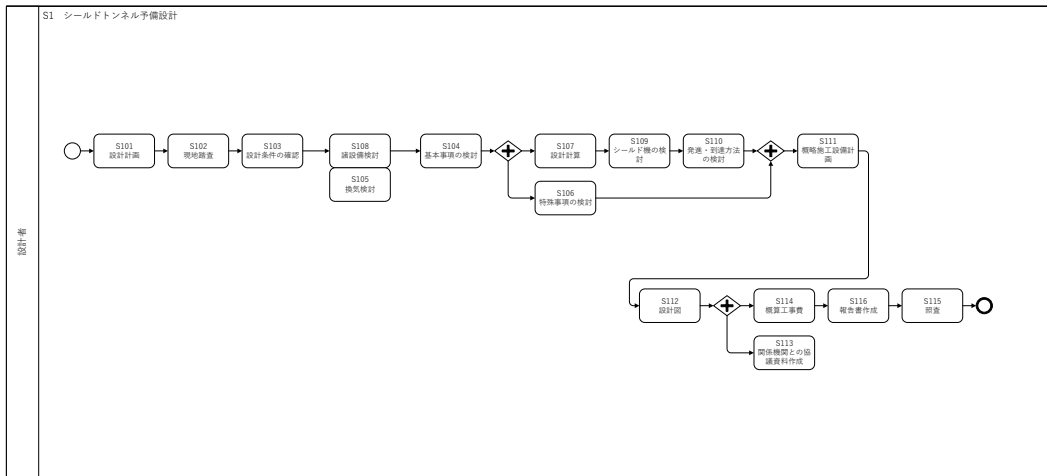 S1 シールドトンネル予備設計
設計者
S101
設計計画
S102
現地踏査
S103
設計条件の確認
S108
諸設備検討
S105
換気検討
S104
基本事項の検討
S107
設計計算
S109
シールド機の検
討
S110
発進・到達方法
の検討
S111
概略施工設備計
画
S106
特殊事項の検討
S112
設計図
S114
概算工事費
S116
報告書作成
S115
照査
S113
関係機関との協
議資料作成